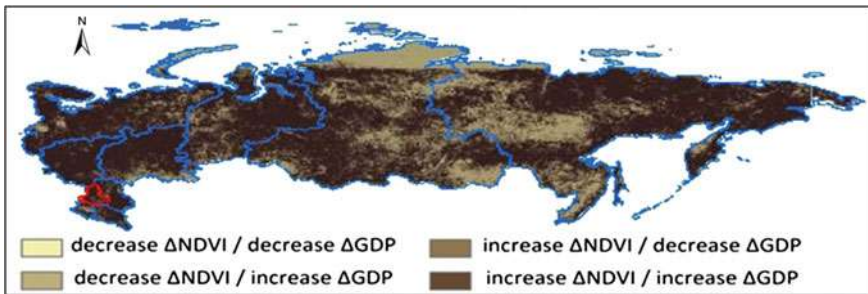 N
decrease ΔNDVI / decrease ΔGDP
increase ΔNDVI / decrease ΔGDP
decrease ΔNDVI / increase ΔGDP
increase ΔNDVI / increase ΔGDP